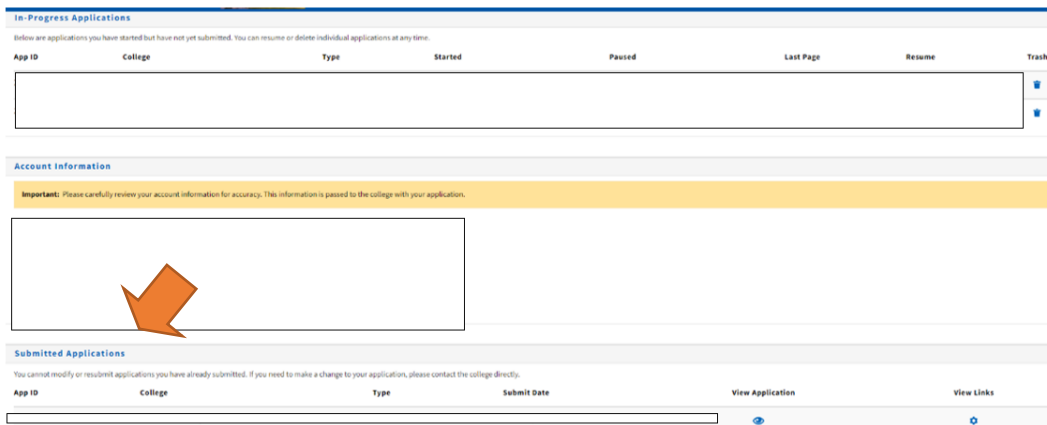 In-Progress Applications
Below are applications you have started but have not yet submitted. You can resume or delete individual applications at any time.
App ID College Type Started Paused Last Page Resume Trash
Account Information
Important: Please carefully review your account information for accuracy. This information is passed to the college with your application.
Submitted Applications
You cannot modify or resubmit applications you have already submitted. If you need to make a change to your application, please contact the college directly.
App ID College Type Submit Date View Application View Links